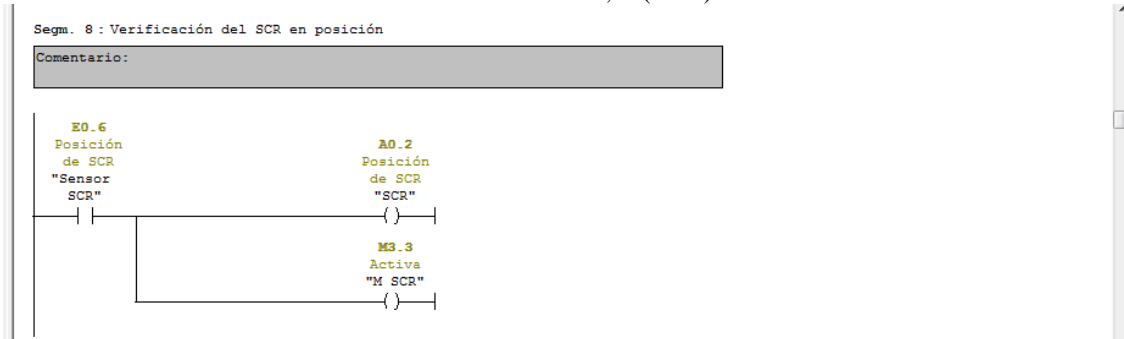 Segm. 8 : Verificación del SCR en posición
Comentario:
E0.6
Posición
de SCR
"Sensor
SCR"
A0.2
Posición
de SCR
"SCR"
M3.3
Activa
"M SCR"